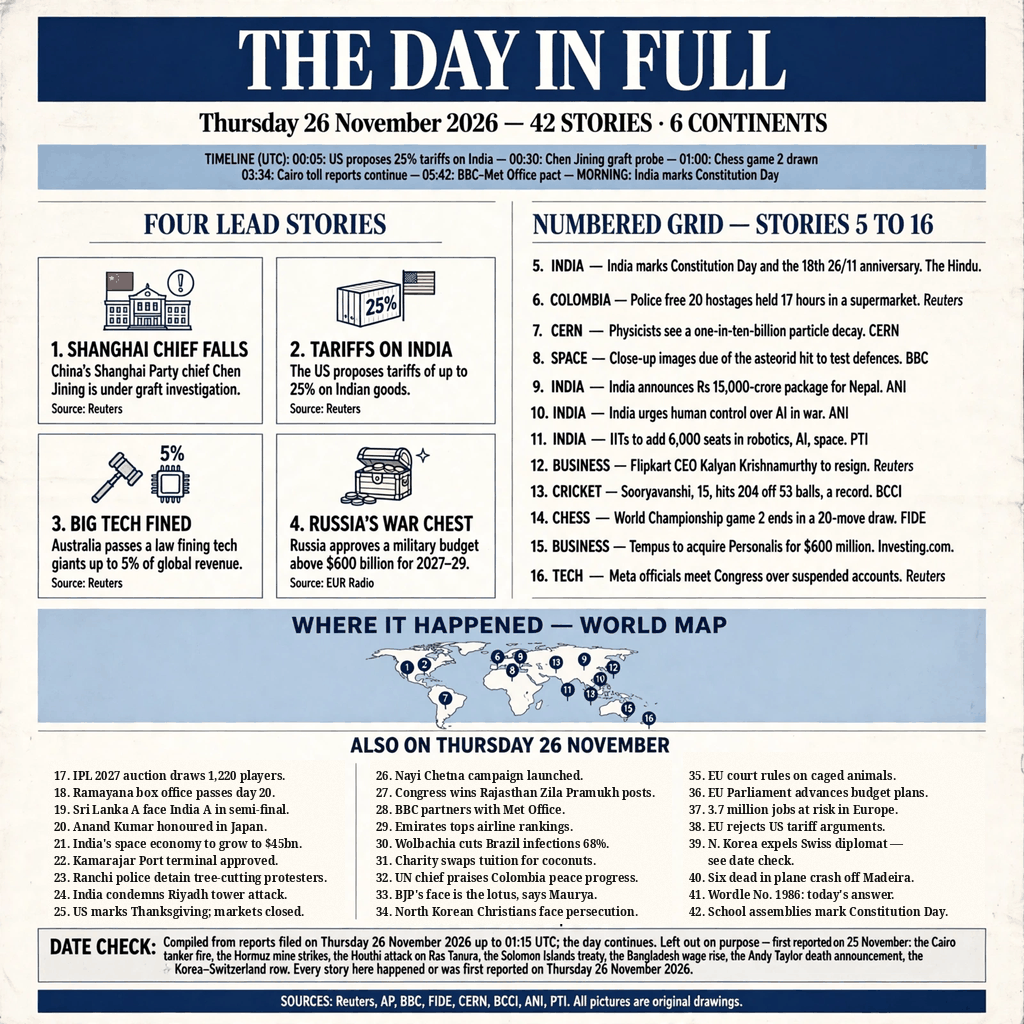 THE DAY IN FULL
Thursday 26 November 2026 — 42 STORIES · 6 CONTINENTS
TIMELINE (UTC): 00:05: US proposes 25% tariffs on India — 00:30: Chen Jining graft probe — 01:00: Chess game 2 drawn
03:34: Cairo toll reports continue — 05:42: BBC–Met Office pact — MORNING: India marks Constitution Day
FOUR LEAD STORIES
25%
1. SHANGHAI CHIEF FALLS
China's Shanghai Party chief Chen
Jining is under graft investigation.
Source: Reuters
2. TARIFFS ON INDIA
The US proposes tariffs of up to
25% on Indian goods.
Source: Reuters
5%
3. BIG TECH FINED
Australia passes a law fining tech
giants up to 5% of global revenue.
Source: Reuters
4. RUSSIA'S WAR CHEST
Russia approves a military budget
above $600 billion for 2027–29.
Source: EUR Radio
NUMBERED GRID — STORIES 5 TO 16
5. INDIA — India marks Constitution Day and the 18th 26/11 anniversary. The Hindu.
6. COLOMBIA — Police free 20 hostages held 17 hours in a supermarket. Reuters
7. CERN — Physicists see a one-in-ten-billion particle decay. CERN
8. SPACE — Close-up images due of the asteorid hit to test defences. BBC
9. INDIA — India announces Rs 15,000-crore package for Nepal. ANI
10. INDIA — India urges human control over AI in war. ANI
11. INDIA — IITs to add 6,000 seats in robotics, AI, space. PTI
12. BUSINESS — Flipkart CEO Kalyan Krishnamurthy to resign. Reuters
13. CRICKET — Sooryavanshi, 15, hits 204 off 53 balls, a record. BCCI
14. CHESS — World Championship game 2 ends in a 20-move draw. FIDE
15. BUSINESS — Tempus to acquire Personalis for $600 million. Investing.com.
16. TECH — Meta officials meet Congress over suspended accounts. Reuters
WHERE IT HAPPENED — WORLD MAP
1 2 6 9 8 13 9 12
7 11 10 13 15 16
ALSO ON THURSDAY 26 NOVEMBER
17. IPL 2027 auction draws 1,220 players.
18. Ramayana box office passes day 20.
19. Sri Lanka A face India A in semi-final.
20. Anand Kumar honoured in Japan.
21. India's space economy to grow to $45bn.
22. Kamarajar Port terminal approved.
23. Ranchi police detain tree-cutting protesters.
24. India condemns Riyadh tower attack.
25. US marks Thanksgiving; markets closed.
26. Nayi Chetna campaign launched.
27. Congress wins Rajasthan Zila Pramukh posts.
28. BBC partners with Met Office.
29. Emirates tops airline rankings.
30. Wolbachia cuts Brazil infections 68%.
31. Charity swaps tuition for coconuts.
32. UN chief praises Colombia peace progress.
33. BJP's face is the lotus, says Maurya.
34. North Korean Christians face persecution.
35. EU court rules on caged animals.
36. EU Parliament advances budget plans.
37. 3.7 million jobs at risk in Europe.
38. EU rejects US tariff arguments.
39. N. Korea expels Swiss diplomat —
see date check.
40. Six dead in plane crash off Madeira.
41. Wordle No. 1986: today's answer.
42. School assemblies mark Constitution Day.
DATE CHECK: Compiled from reports filed on Thursday 26 November 2026 up to 01:15 UTC; the day continues. Left out on purpose — first reported on 25 November: the Cairo
tanker fire, the Hormuz mine strikes, the Houthi attack on Ras Tanura, the Solomon Islands treaty, the Bangladesh wage rise, the Andy Taylor death announcement, the
Korea–Switzerland row. Every story here happened or was first reported on Thursday 26 November 2026.
SOURCES: Reuters, AP, BBC, FIDE, CERN, BCCI, ANI, PTI. All pictures are original drawings.